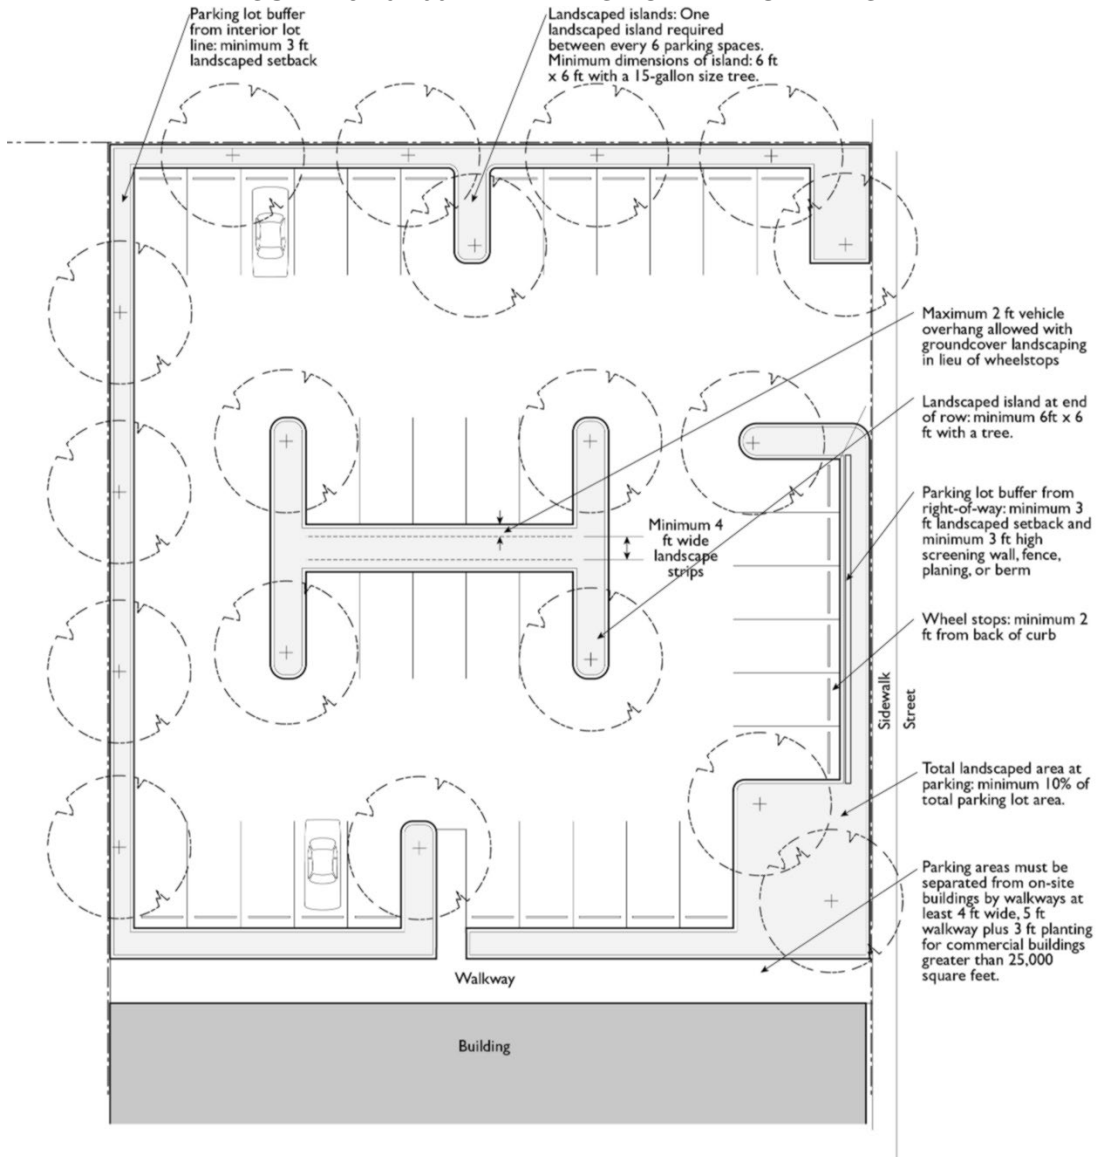 Parking lot buffer
from interior lot
line: minimum 3 ft
landscaped setback
Landscaped islands: One
landscaped island required
between every 6 parking spaces.
Minimum dimensions of island: 6 ft
x 6 ft with a 15-gallon size tree.
Maximum 2 ft vehicle
overhang allowed with
groundcover landscaping
in lieu of wheelstops
Landscaped island at end
of row: minimum 6ft x 6
ft with a tree.
Parking lot buffer from
right-of-way: minimum 3
ft landscaped setback and
minimum 3 ft high
screening wall, fence,
planing, or berm
Minimum 4
ft wide
landscape
strips
Wheel stops: minimum 2
ft from back of curb
Sidewalk
Street
Total landscaped area at
parking: minimum 10% of
total parking lot area.
Parking areas must be
separated from on-site
buildings by walkways at
least 4 ft wide, 5 ft
walkway plus 3 ft planting
for commercial buildings
greater than 25,000
square feet.
Walkway
Building